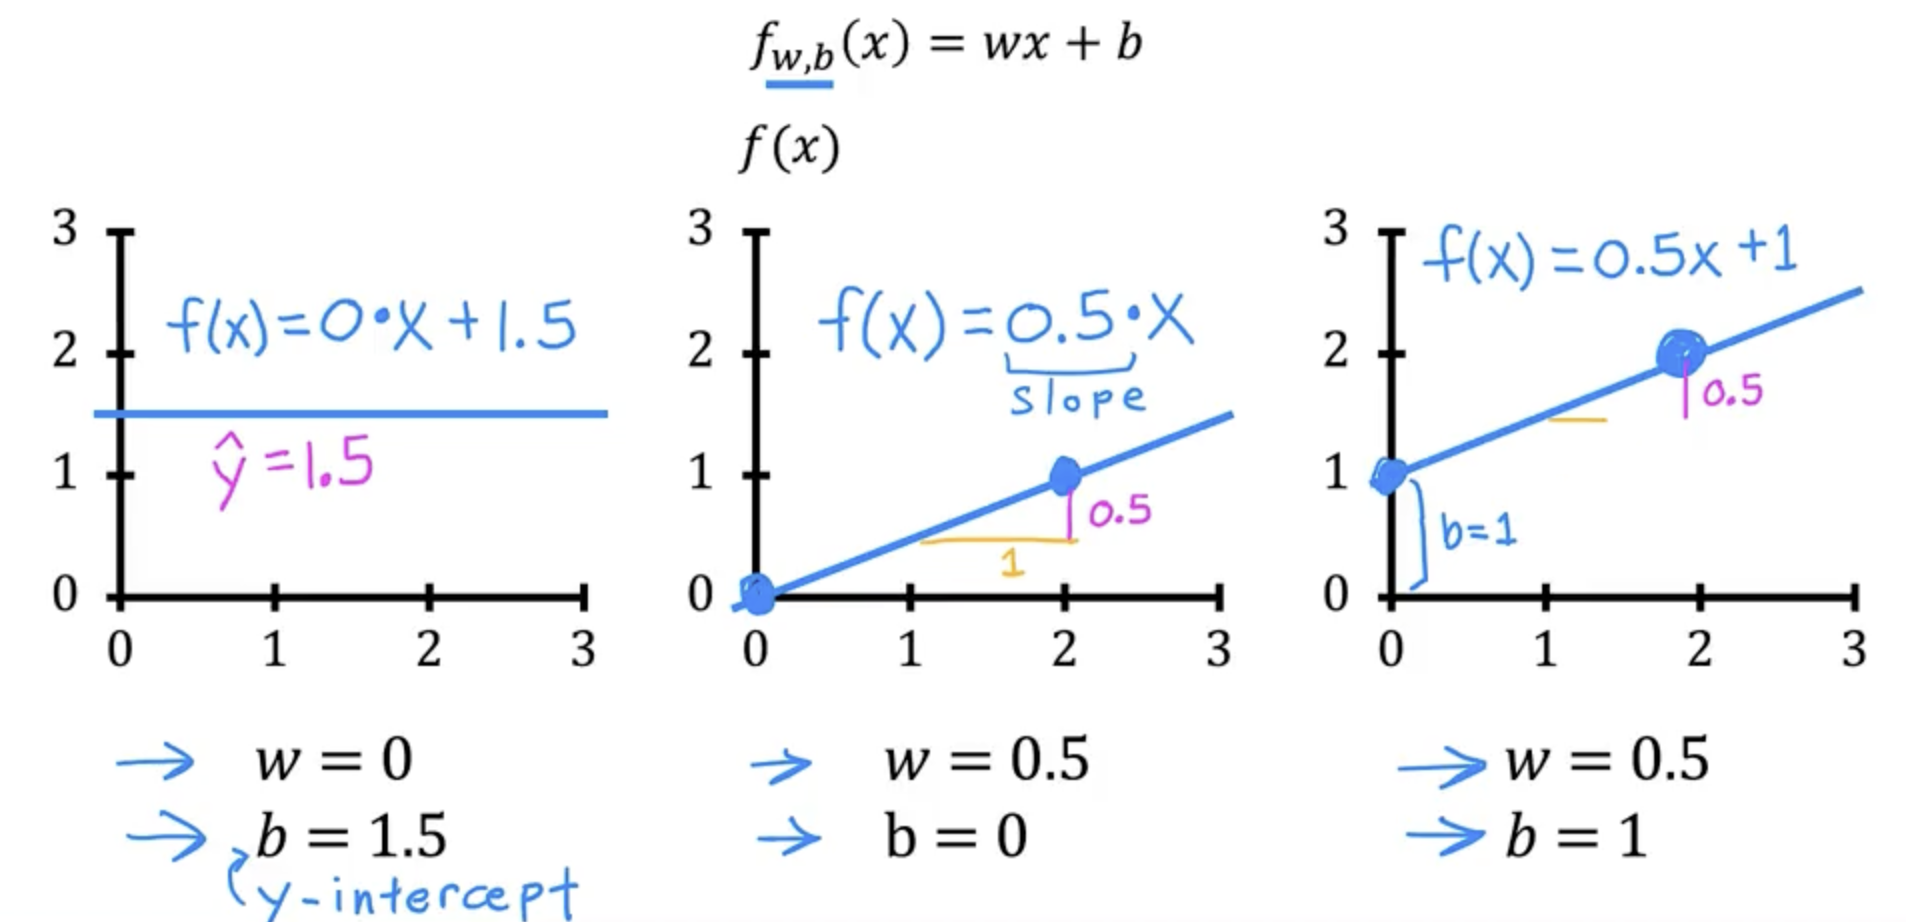 f_{w,b}(x) = wx + b
f(x)
3
2
1
0
0 1 2 3
f(x)=0•X+1.5
ŷ=1.5
→ w = 0
→ b = 1.5
y-intercept
3
2
1
0
0 1 2 3
f(x)=0.5•X
slope
0.5
1
→ w = 0.5
→ b = 0
3
2
1
0
0 1 2 3
f(x)=0.5x+1
0.5
b=1
→ w = 0.5
→ b = 1